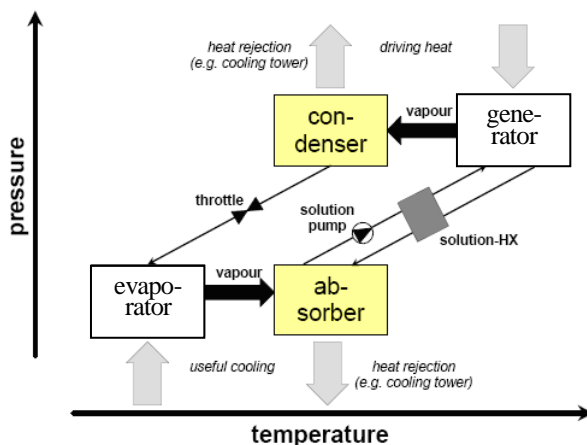 heat rejection
(e.g. cooling tower)
driving heat
con-
denser
vapour
gene-
rator
throttle
solution
pump
solution-HX
evapo-
rator
vapour
ab-
sorber
useful cooling
heat rejection
(e.g. cooling tower)
pressure
temperature